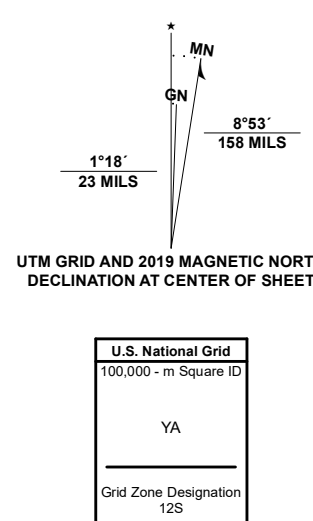 ★
MN
GN
8°53´
158 MILS
1°18´
23 MILS
UTM GRID AND 2019 MAGNETIC NORT
DECLINATION AT CENTER OF SHEET
U.S. National Grid
100,000 - m Square ID
YA
Grid Zone Designation
12S